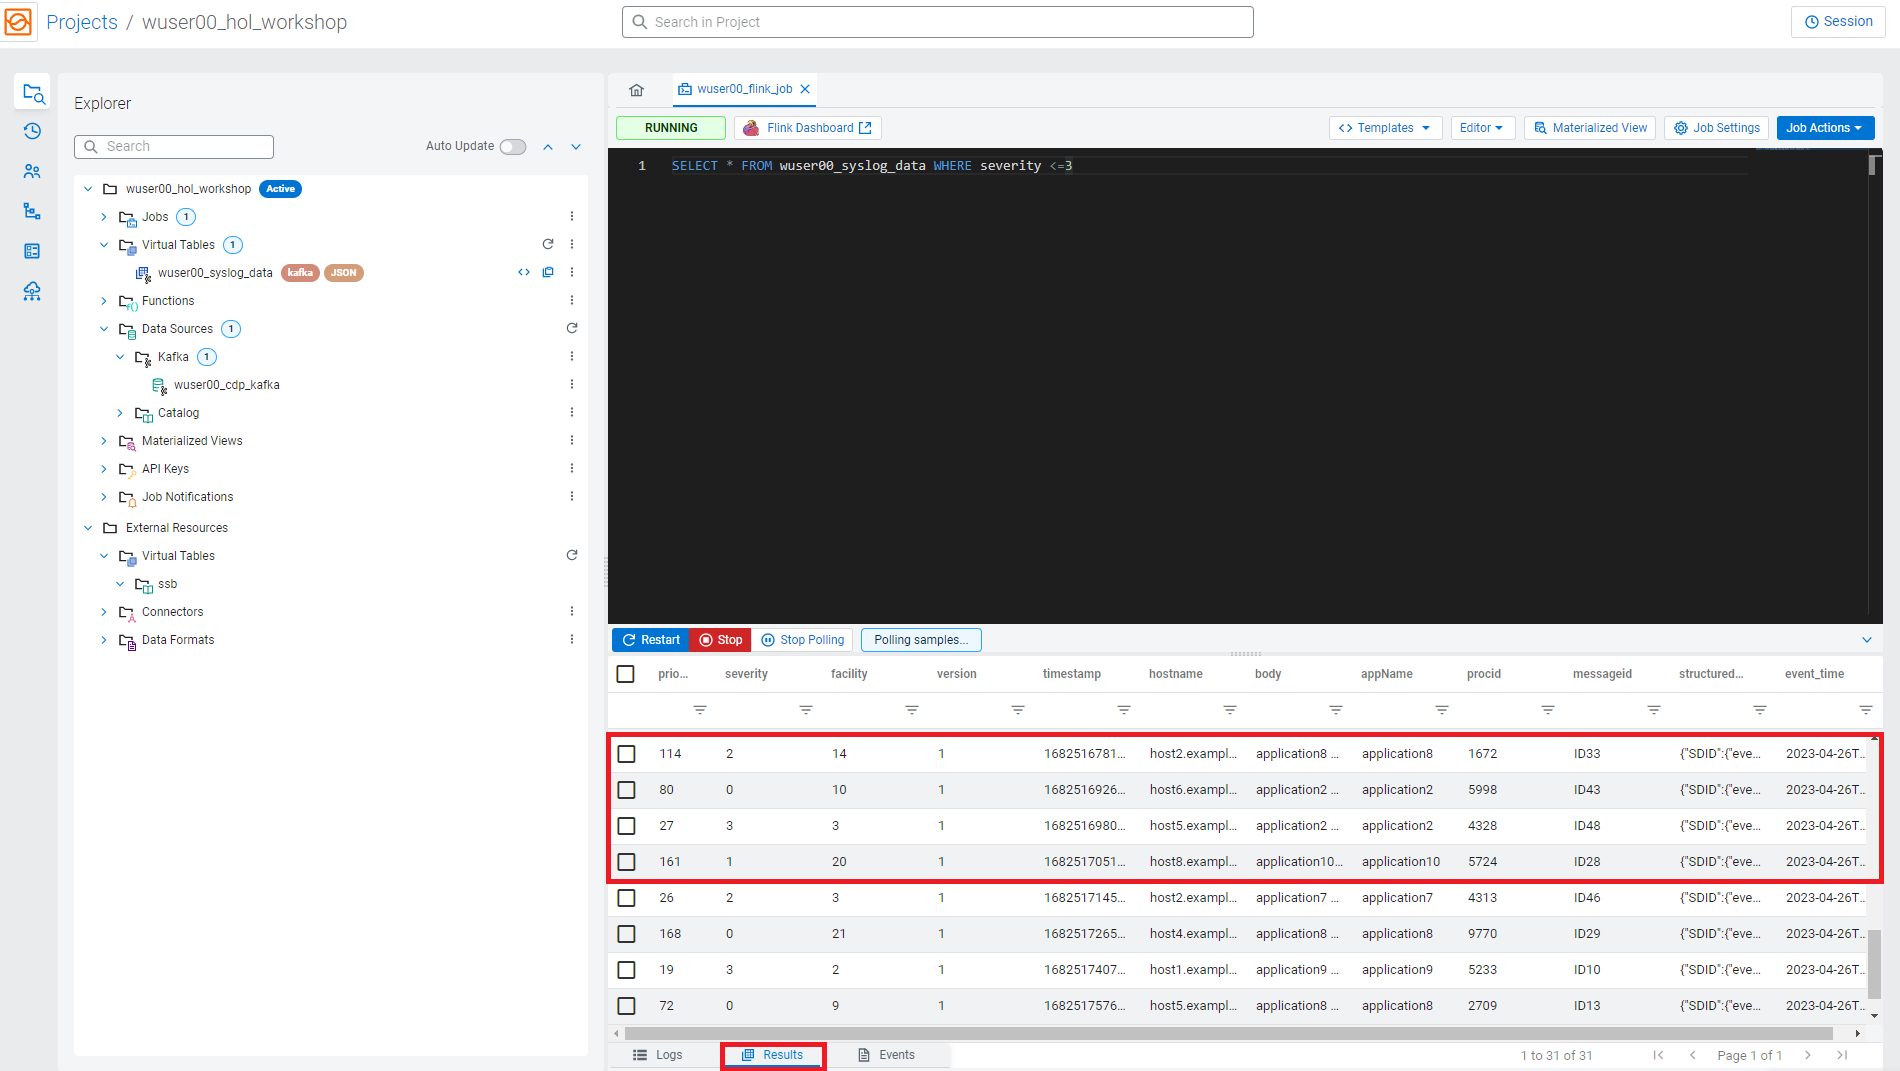 Projects / wuser00_hol_workshop
Search in Project
Session
Explorer
Search
Auto Update
wuser00_hol_workshop Active
Jobs 1
Virtual Tables 1
wuser00_syslog_data kafka JSON
Functions
Data Sources 1
Kafka 1
wuser00_cdp_kafka
Catalog
Materialized Views
API Keys
Job Notifications
External Resources
Virtual Tables
ssb
Connectors
Data Formats
wuser00_flink_job
RUNNING
Flink Dashboard
Templates
Editor
Materialized View
Job Settings
Job Actions
1 SELECT * FROM wuser00_syslog_data WHERE severity <=3
Restart
Stop
Stop Polling
Polling samples...
prio... severity facility version timestamp hostname body appName procid messageid structured... event_time
114 2 14 1 1682516781... host2.exampl... application8 ... application8 1672 ID33 {"SDID":{"eve... 2023-04-26T...
80 0 10 1 1682516926... host6.exampl... application2 ... application2 5998 ID43 {"SDID":{"eve... 2023-04-26T...
27 3 3 1 1682516980... host5.exampl... application2 ... application2 4328 ID48 {"SDID":{"eve... 2023-04-26T...
161 1 20 1 1682517051... host8.exampl... application10... application10 5724 ID28 {"SDID":{"eve... 2023-04-26T...
26 2 3 1 1682517145... host2.exampl... application7 ... application7 4313 ID46 {"SDID":{"eve... 2023-04-26T...
168 0 21 1 1682517265... host4.exampl... application8 ... application8 9770 ID29 {"SDID":{"eve... 2023-04-26T...
19 3 2 1 1682517407... host1.exampl... application9 ... application9 5233 ID10 {"SDID":{"eve... 2023-04-26T...
72 0 9 1 1682517576... host5.exampl... application8 ... application8 2709 ID13 {"SDID":{"eve... 2023-04-26T...
Logs
Results
Events
1 to 31 of 31
Page 1 of 1